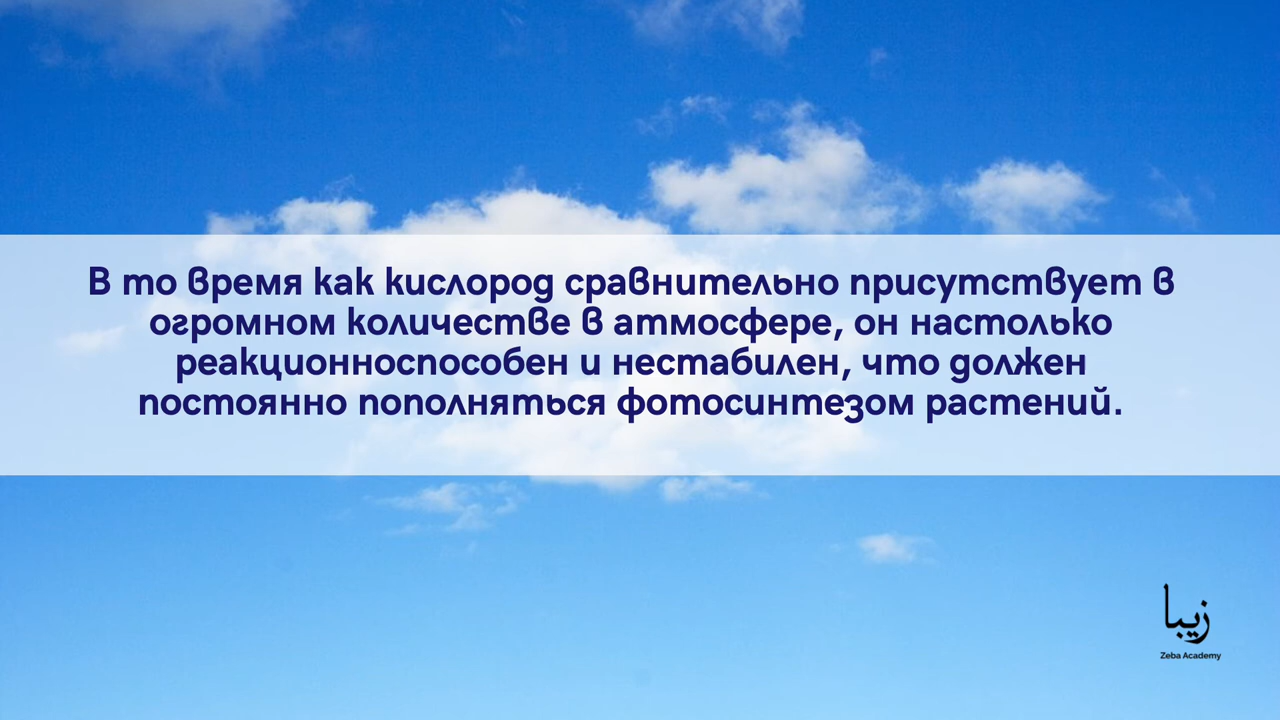 В то время как кислород сравнительно присутствует в
огромном количестве в атмосфере, он настолько
реакционноспособен и нестабилен, что должен
постоянно пополняться фотосинтезом растений.
زیبا
Zeba Academy